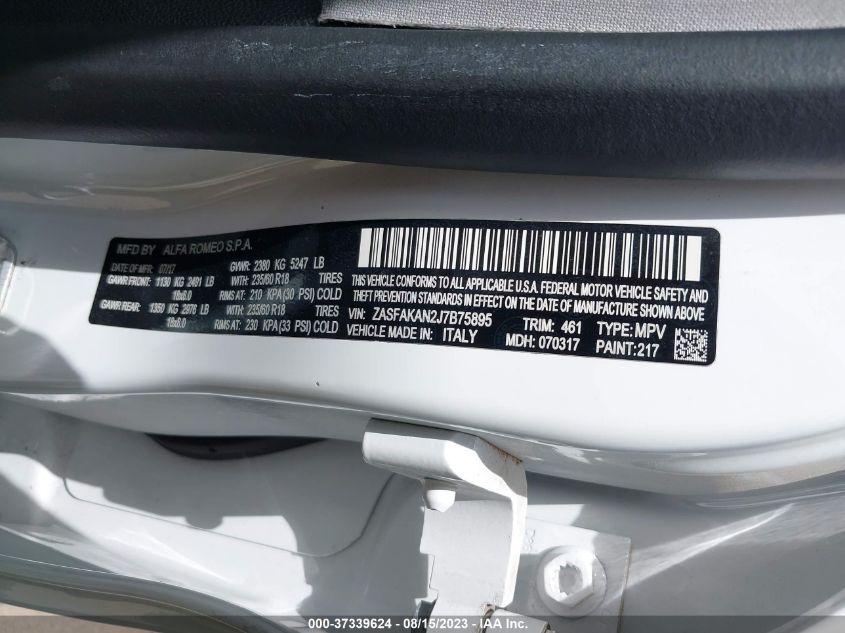 MFD BY ALFA ROMEO S.P.A.
DATE OF MFR: 07/17 GVWR: 2380 KG 5247 LB
GAWR FRONT: 1130 KG 2491 LB WITH: 235/60 R18 TIRES
18x8.0 RIMS AT: 210 KPA (30 PSI) COLD
GAWR REAR: 1350 KG 2976 LB WITH: 235/60 R18 TIRES
18x8.0 RIMS AT: 230 KPA (33 PSI) COLD
THIS VEHICLE CONFORMS TO ALL APPLICABLE U.S.A. FEDERAL MOTOR VEHICLE SAFETY
AND THEFT PREVENTION STANDARDS IN EFFECT ON THE DATE OF MANUFACTURE SHOWN ABOVE
VIN: ZASFAKAN2J7B75895 TRIM: 461 TYPE: MPV
VEHICLE MADE IN: ITALY MDH: 070317 PAINT: 217
000-37339624 - 08/15/2023 - © IAA Inc.